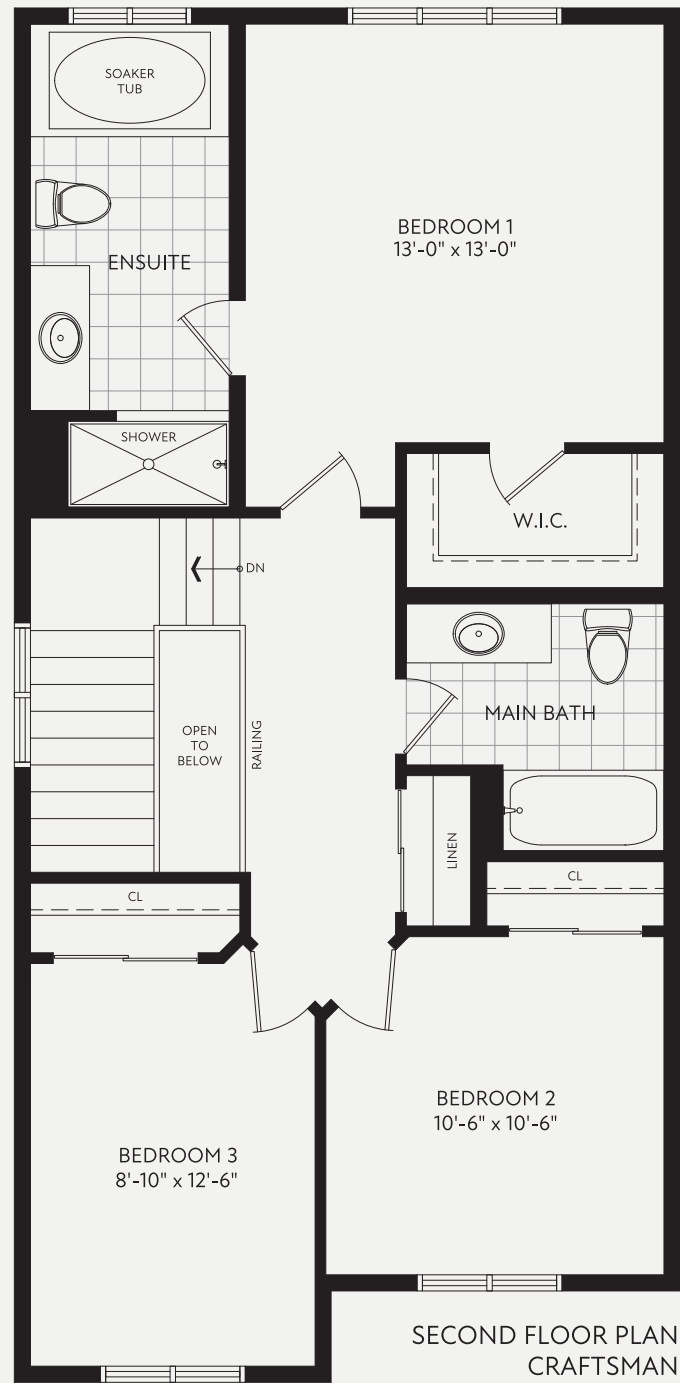 SOAKER
TUB
BEDROOM 1
13'-0" x 13'-0"
ENSUITE
SHOWER
W.I.C.
DN
MAIN BATH
OPEN
TO
BELOW
RAILING
LINEN
CL
CL
BEDROOM 2
10'-6" x 10'-6"
BEDROOM 3
8'-10" x 12'-6"
SECOND FLOOR PLAN
CRAFTSMAN